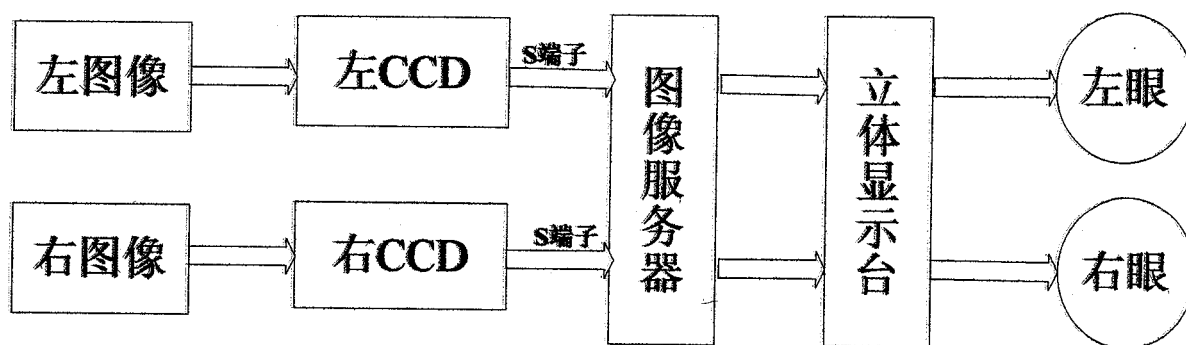 左图像
左CCD
S端子
图像服务器
立体显示台
左眼
右图像
右CCD
S端子
右眼